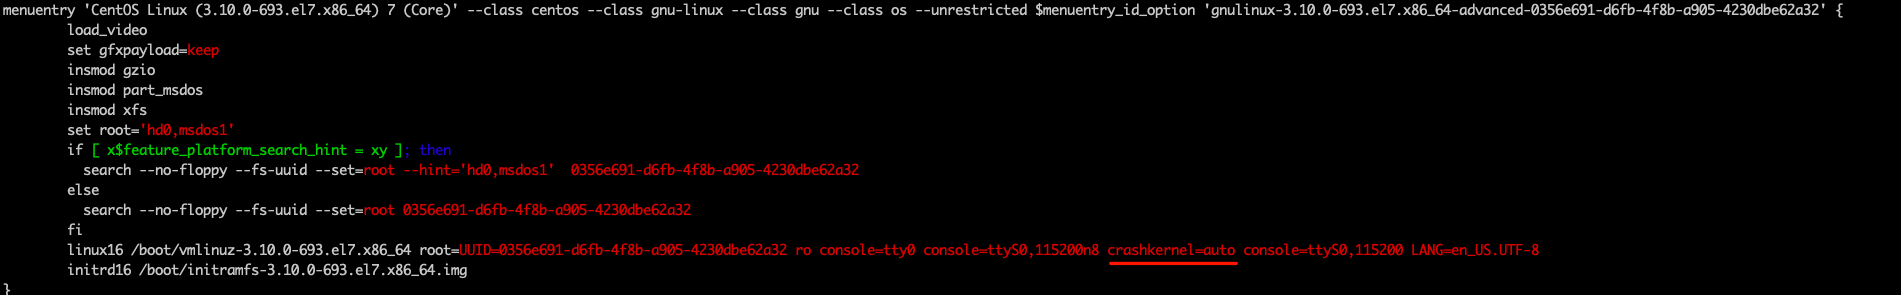 menuentry 'CentOS Linux (3.10.0-693.el7.x86_64) 7 (Core)' --class centos --class gnu-linux --class gnu --class os --unrestricted $menuentry_id_option 'gnulinux-3.10.0-693.el7.x86_64-advanced-0356e691-d6fb-4f8b-a905-4230dbe62a32' {
load_video
set gfxpayload=keep
insmod gzio
insmod part_msdos
insmod xfs
set root='hd0,msdos1'
if [ x$feature_platform_search_hint = xy ]; then
search --no-floppy --fs-uuid --set=root --hint='hd0,msdos1'  0356e691-d6fb-4f8b-a905-4230dbe62a32
else
search --no-floppy --fs-uuid --set=root 0356e691-d6fb-4f8b-a905-4230dbe62a32
fi
linux16 /boot/vmlinuz-3.10.0-693.el7.x86_64 root=UUID=0356e691-d6fb-4f8b-a905-4230dbe62a32 ro console=tty0 console=ttyS0,115200n8 crashkernel=auto console=ttyS0,115200 LANG=en_US.UTF-8
initrd16 /boot/initramfs-3.10.0-693.el7.x86_64.img
}